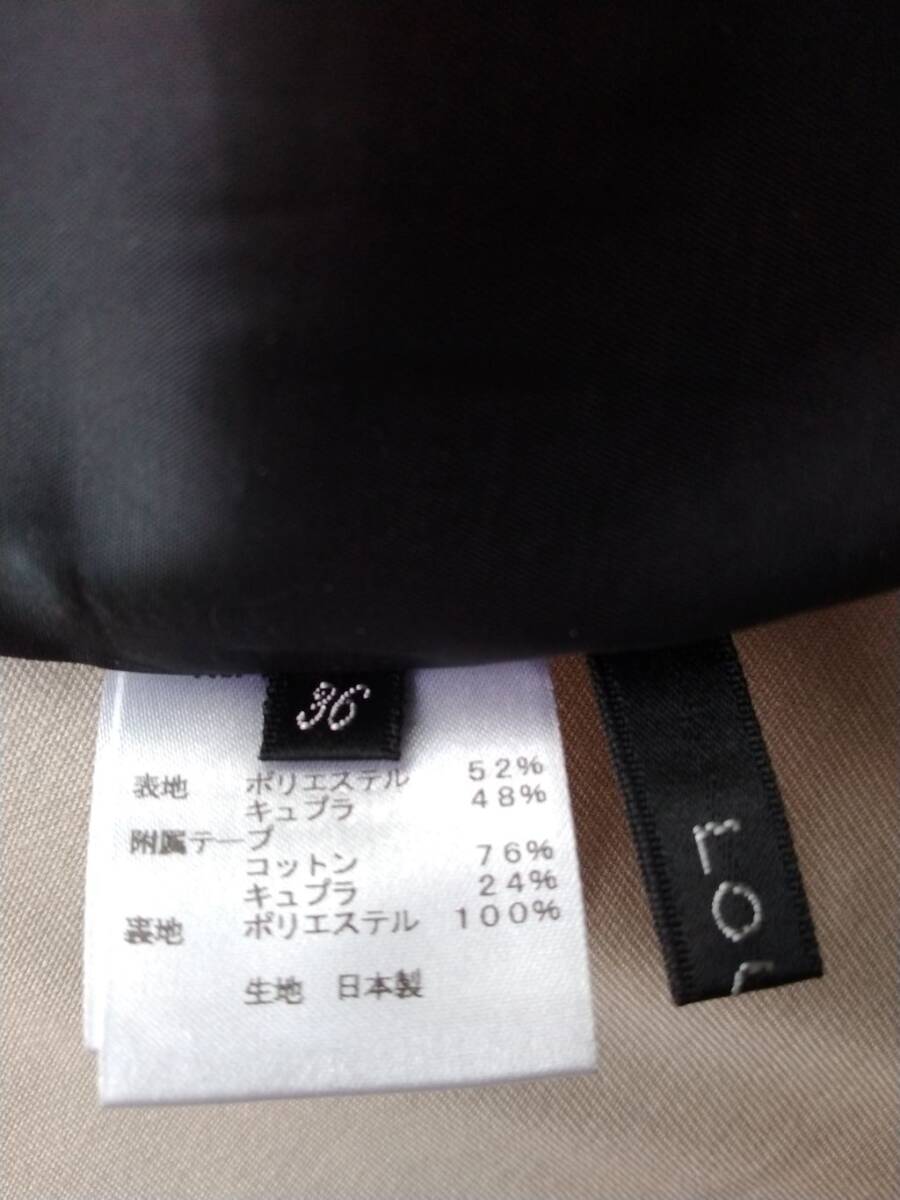 36
表地 ポリエステル 52%
キュプラ 48%
附属テープ
コットン 76%
キュプラ 24%
裏地 ポリエステル 100%
生地 日本製
LO